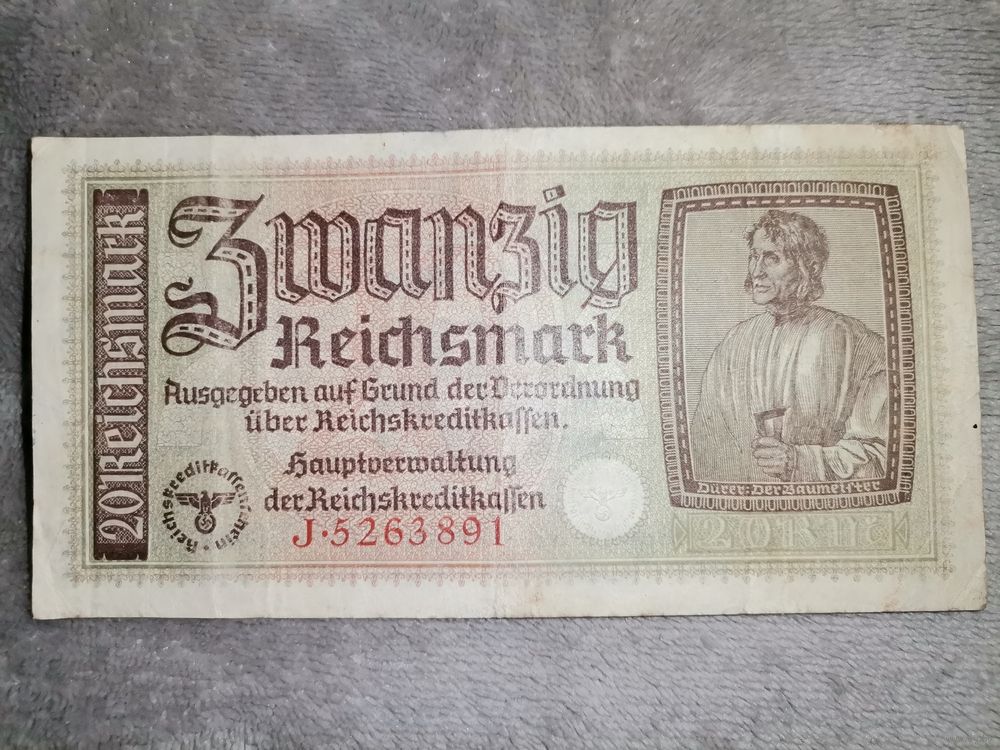 20 Reichsmark
Zwanzig
Reichsmark
Ausgegeben auf Grund der Verordnung
über Reichskreditkassen.
Hauptverwaltung
der Reichskreditkassen
J·5263891
Reichskreditkassenschein
Dürer: Der Baumeister
20 RM